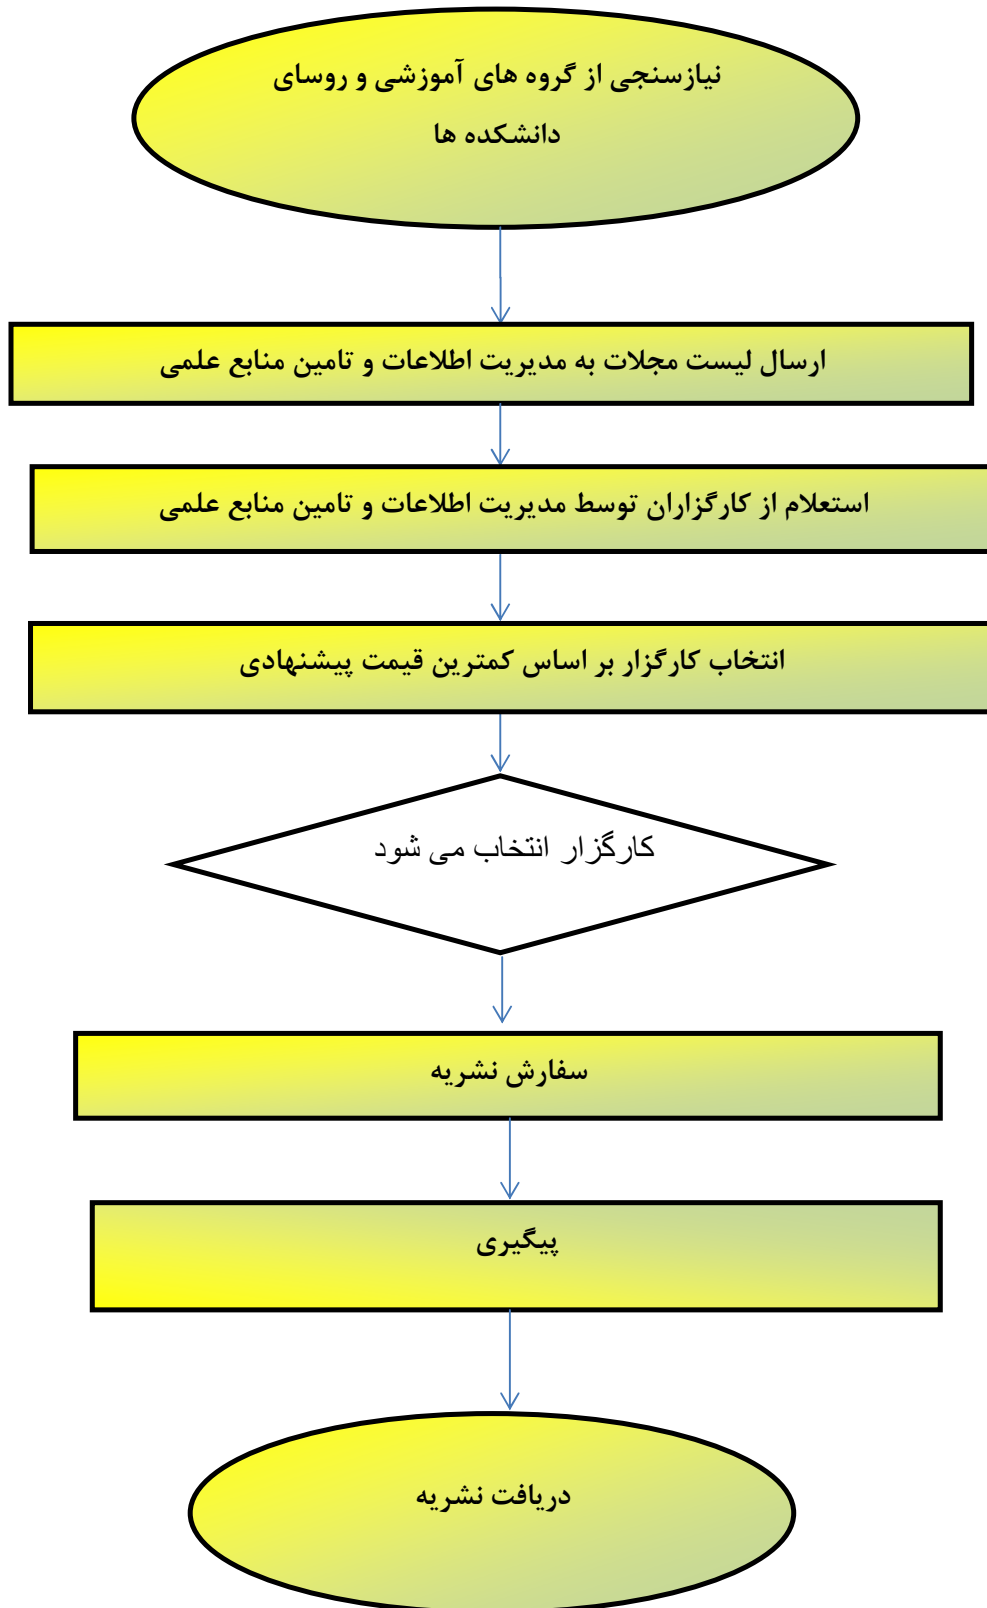 نیازسنجی از گروه های آموزشی و روسای
دانشکده ها
ارسال لیست مجلات به مدیریت اطلاعات و تامین منابع علمی
استعلام از کارگزاران توسط مدیریت اطلاعات و تامین منابع علمی
انتخاب کارگزار بر اساس کمترین قیمت پیشنهادی
کارگزار انتخاب می شود
سفارش نشریه
پیگیری
دریافت نشریه